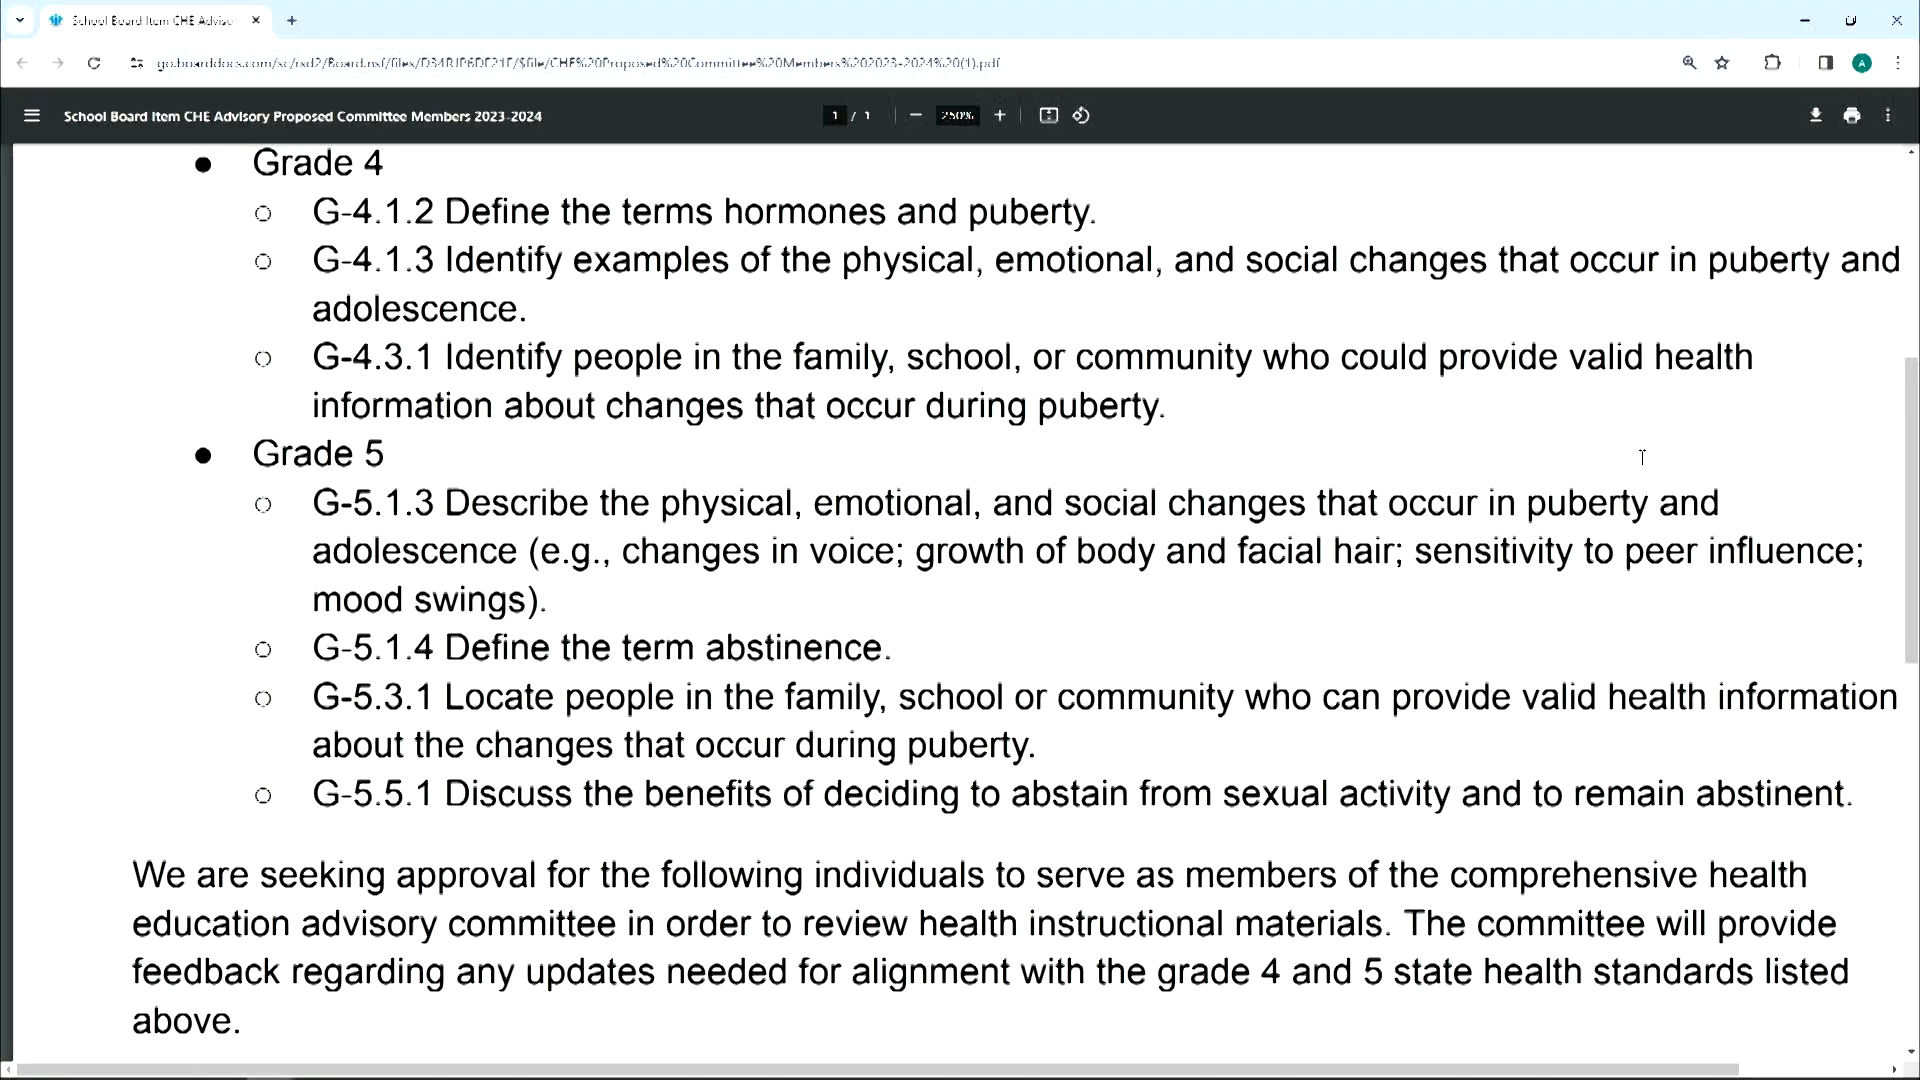 School Board Item CHE Adviso
School Board Item CHE Advisory Proposed Committee Members 2023-2024
1 / 1
250%
A
● Grade 4
○ G-4.1.2 Define the terms hormones and puberty.
○ G-4.1.3 Identify examples of the physical, emotional, and social changes that occur in puberty and
adolescence.
○ G-4.3.1 Identify people in the family, school, or community who could provide valid health
information about changes that occur during puberty.
● Grade 5
○ G-5.1.3 Describe the physical, emotional, and social changes that occur in puberty and
adolescence (e.g., changes in voice; growth of body and facial hair; sensitivity to peer influence;
mood swings).
○ G-5.1.4 Define the term abstinence.
○ G-5.3.1 Locate people in the family, school or community who can provide valid health information
about the changes that occur during puberty.
○ G-5.5.1 Discuss the benefits of deciding to abstain from sexual activity and to remain abstinent.
We are seeking approval for the following individuals to serve as members of the comprehensive health
education advisory committee in order to review health instructional materials. The committee will provide
feedback regarding any updates needed for alignment with the grade 4 and 5 state health standards listed
above.